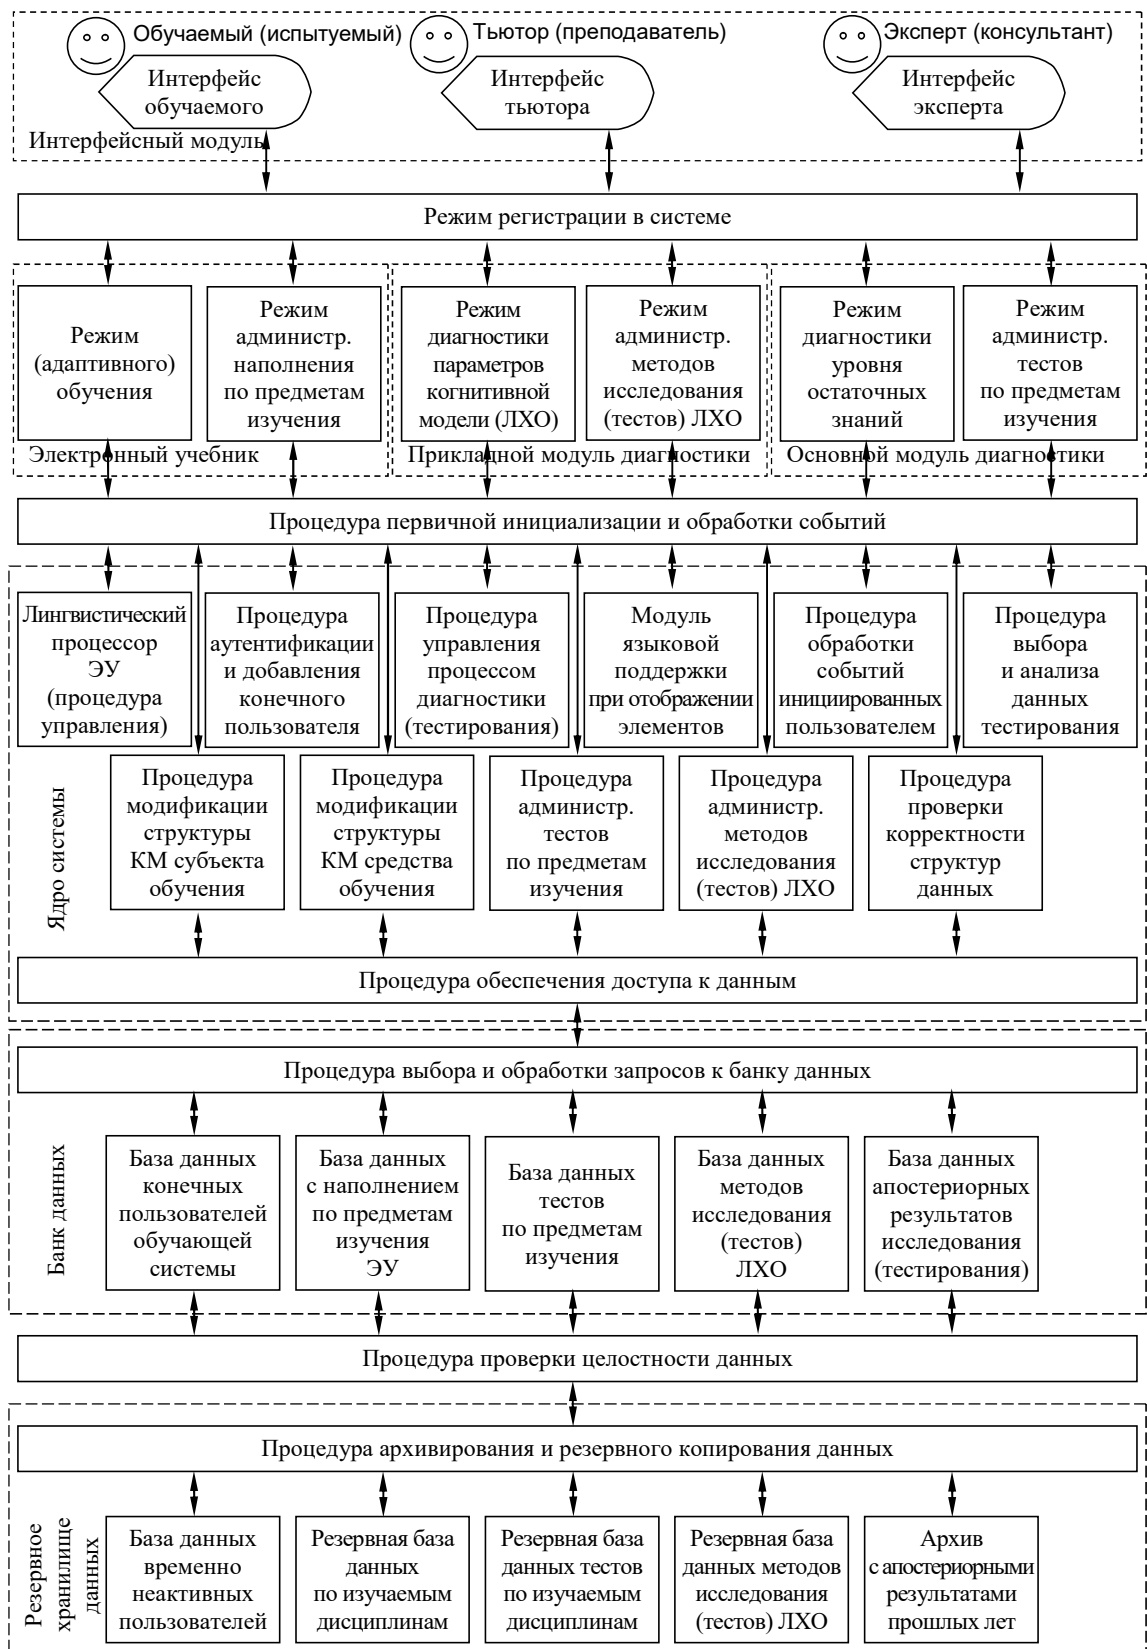 Обучаемый (испытуемый)
Тьютор (преподаватель)
Эксперт (консультант)
Интерфейс
обучаемого
Интерфейс
тьютора
Интерфейс
эксперта
Интерфейсный модуль
Режим регистрации в системе
Режим
(адаптивного)
обучения
Режим
администр.
наполнения
по предметам
изучения
Электронный учебник
Режим
диагностики
параметров
когнитивной
модели (ЛХО)
Режим
администр.
методов
исследования
(тестов) ЛХО
Прикладной модуль диагностики
Режим
диагностики
уровня
остаточных
знаний
Режим
администр.
тестов
по предметам
изучения
Основной модуль диагностики
Процедура первичной инициализации и обработки событий
Лингвистический
процессор
ЭУ
(процедура
управления)
Процедура
аутентификации
и добавления
конечного
пользователя
Процедура
управления
процессом
диагностики
(тестирования)
Модуль
языковой
поддержки
при отображении
элементов
Процедура
обработки
событий
инициированных
пользователем
Процедура
выбора
и анализа
данных
тестирования
Ядро системы
Процедура
модификации
структуры
КМ субъекта
обучения
Процедура
модификации
структуры
КМ средства
обучения
Процедура
администр.
тестов
по предметам
изучения
Процедура
администр.
методов
исследования
(тестов) ЛХО
Процедура
проверки
корректности
структур
данных
Процедура обеспечения доступа к данным
Процедура выбора и обработки запросов к банку данных
Банк данных
База данных
конечных
пользователей
обучающей
системы
База данных
с наполнением
по предметам
изучения
ЭУ
База данных
тестов
по предметам
изучения
База данных
методов
исследования
(тестов)
ЛХО
База данных
апостериорных
результатов
исследования
(тестирования)
Процедура проверки целостности данных
Процедура архивирования и резервного копирования данных
Резервное
хранилище
данных
База данных
временно
неактивных
пользователей
Резервная база
данных
по изучаемым
дисциплинам
Резервная база
данных тестов
по изучаемым
дисциплинам
Резервная база
данных методов
исследования
(тестов) ЛХО
Архив
с апостериорными
результатами
прошлых лет